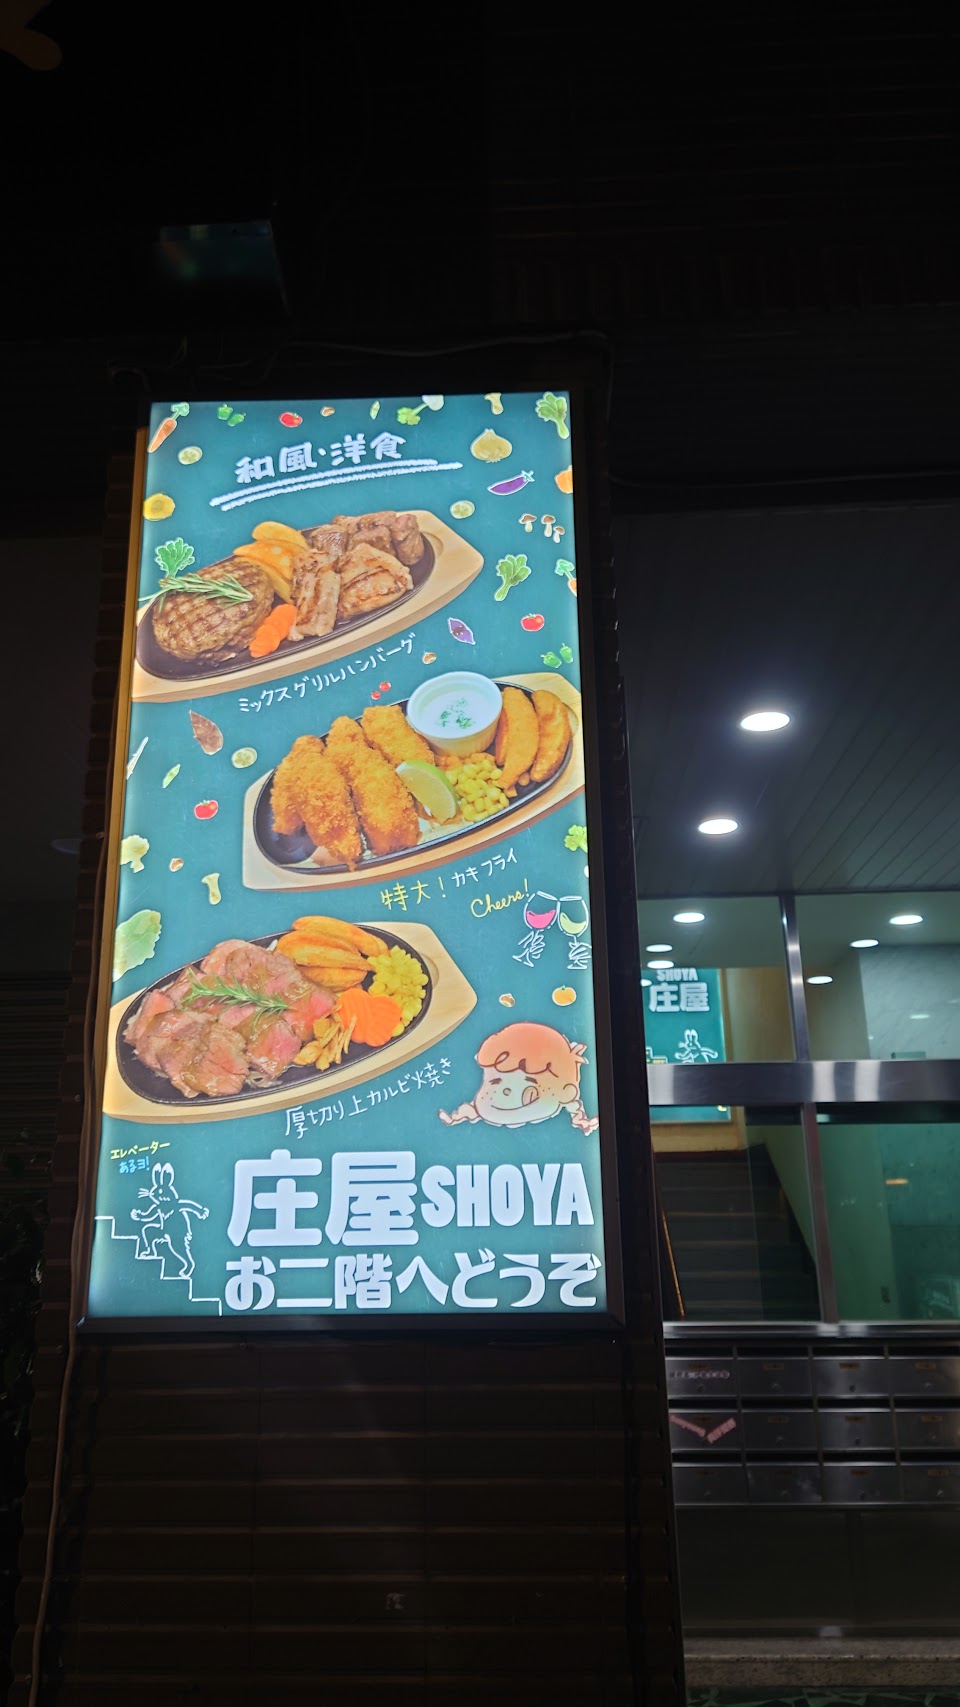 和風・洋食
ミックスグリルハンバーグ
特大！カキフライ
Cheers!
厚切り上カルビ焼き
エレベーター
あるヨ！
庄屋SHOYA
お二階へどうぞ
SHOYA
庄屋